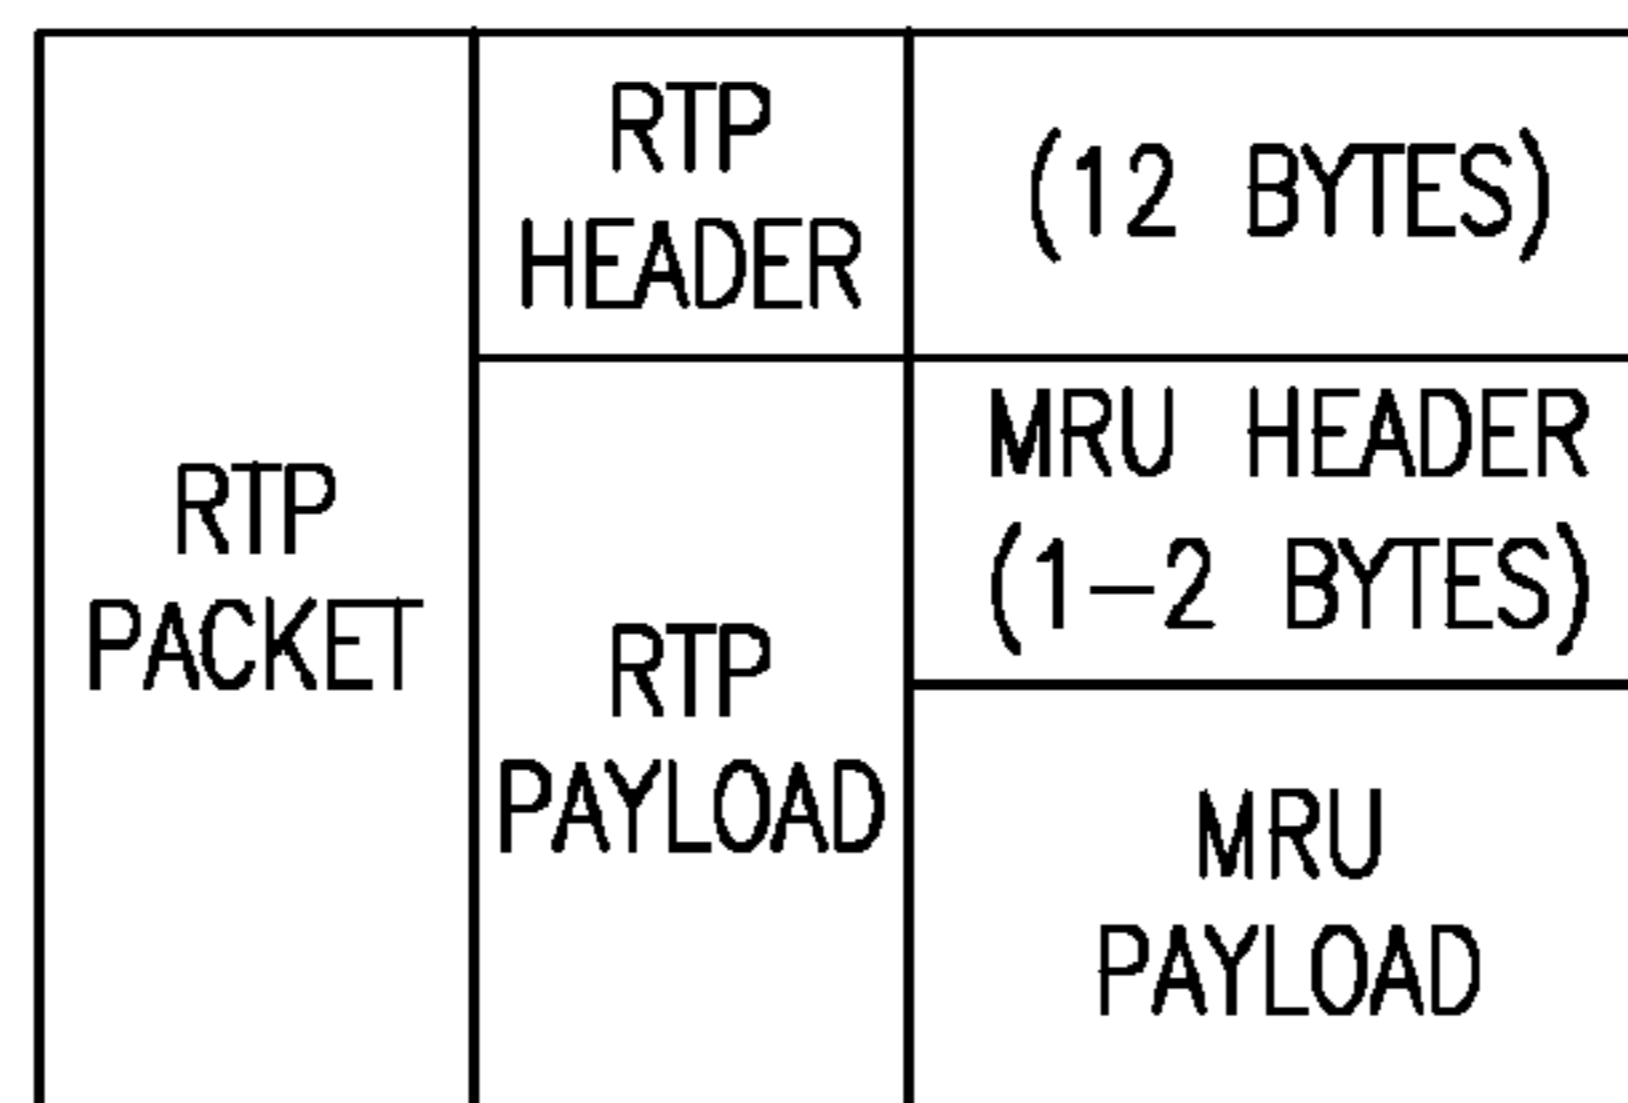 RTP
PACKET
RTP
HEADER
(12 BYTES)
RTP
PAYLOAD
MRU HEADER
(1-2 BYTES)
MRU
PAYLOAD